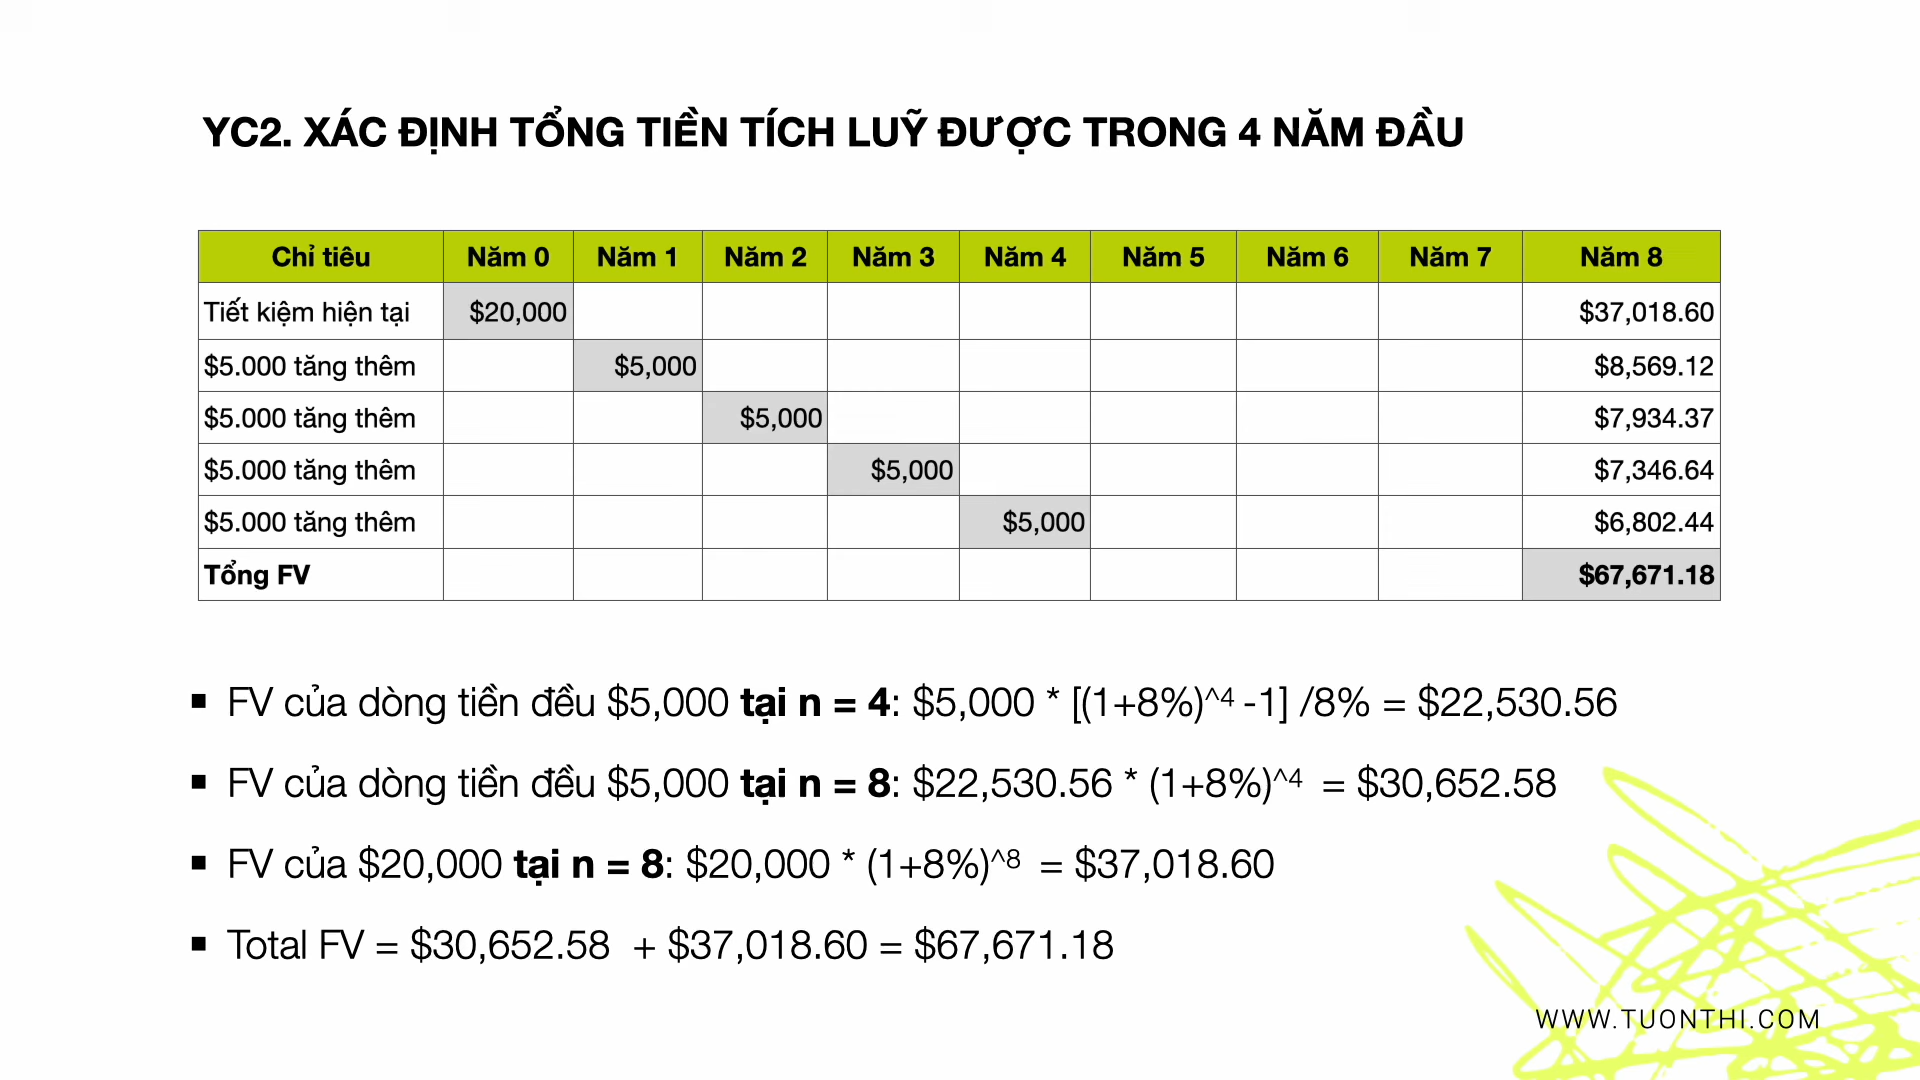 YC2. XÁC ĐỊNH TỔNG TIỀN TÍCH LUỸ ĐƯỢC TRONG 4 NĂM ĐẦU
Chỉ tiêu Năm 0 Năm 1 Năm 2 Năm 3 Năm 4 Năm 5 Năm 6 Năm 7 Năm 8
Tiết kiệm hiện tại $20,000 $37,018.60
$5.000 tăng thêm $5,000 $8,569.12
$5.000 tăng thêm $5,000 $7,934.37
$5.000 tăng thêm $5,000 $7,346.64
$5.000 tăng thêm $5,000 $6,802.44
Tổng FV $67,671.18
▪ FV của dòng tiền đều $5,000 tại n = 4: $5,000 * [(1+8%)^4 -1] /8% = $22,530.56
▪ FV của dòng tiền đều $5,000 tại n = 8: $22,530.56 * (1+8%)^4 = $30,652.58
▪ FV của $20,000 tại n = 8: $20,000 * (1+8%)^8 = $37,018.60
▪ Total FV = $30,652.58 + $37,018.60 = $67,671.18
WWW.TUONTHI.COM